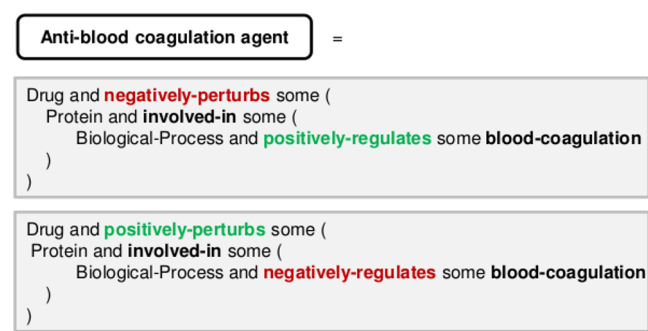 Anti-blood coagulation agent =
Drug and negatively-perturbs some (
Protein and involved-in some (
Biological-Process and positively-regulates some blood-coagulation
)
)
Drug and positively-perturbs some (
Protein and involved-in some (
Biological-Process and negatively-regulates some blood-coagulation
)
)